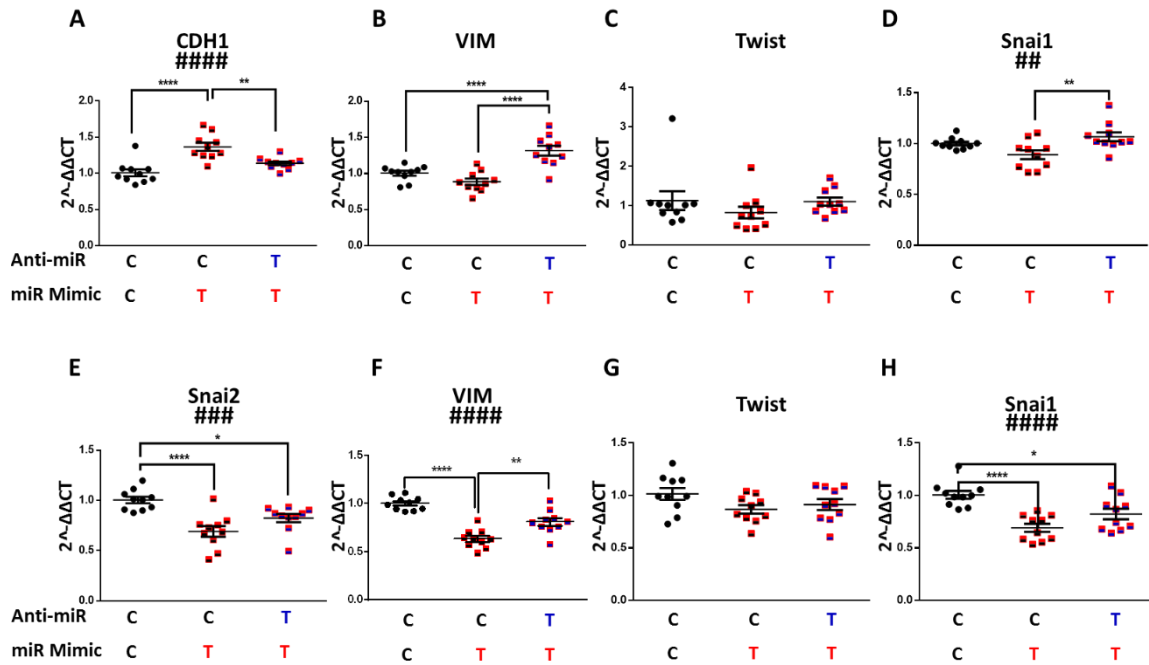 A B C D
CDH1 VIM Twist Snai1
#### ##
**** ** **** **** **
2^-ΔΔCT 2^-ΔΔCT 2^-ΔΔCT 2^-ΔΔCT
2.0 2.0 4 1.5
1.5 1.5 3 1.0
1.0 1.0 2 0.5
0.5 0.5 1 0.0
0.0 0.0 0
Anti-miR C C T C C T C C T C C T
miR Mimic C T T C T T C T T C T T
E F G H
Snai2 VIM Twist Snai1
### #### ####
* **** **** ** * ****
2^-ΔΔCT 2^-ΔΔCT 2^-ΔΔCT 2^-ΔΔCT
1.5 1.5 1.5 1.5
1.0 1.0 1.0 1.0
0.5 0.5 0.5 0.5
0.0 0.0 0.0 0.0
Anti-miR C C T C C T C C T C C T
miR Mimic C T T C T T C T T C T T